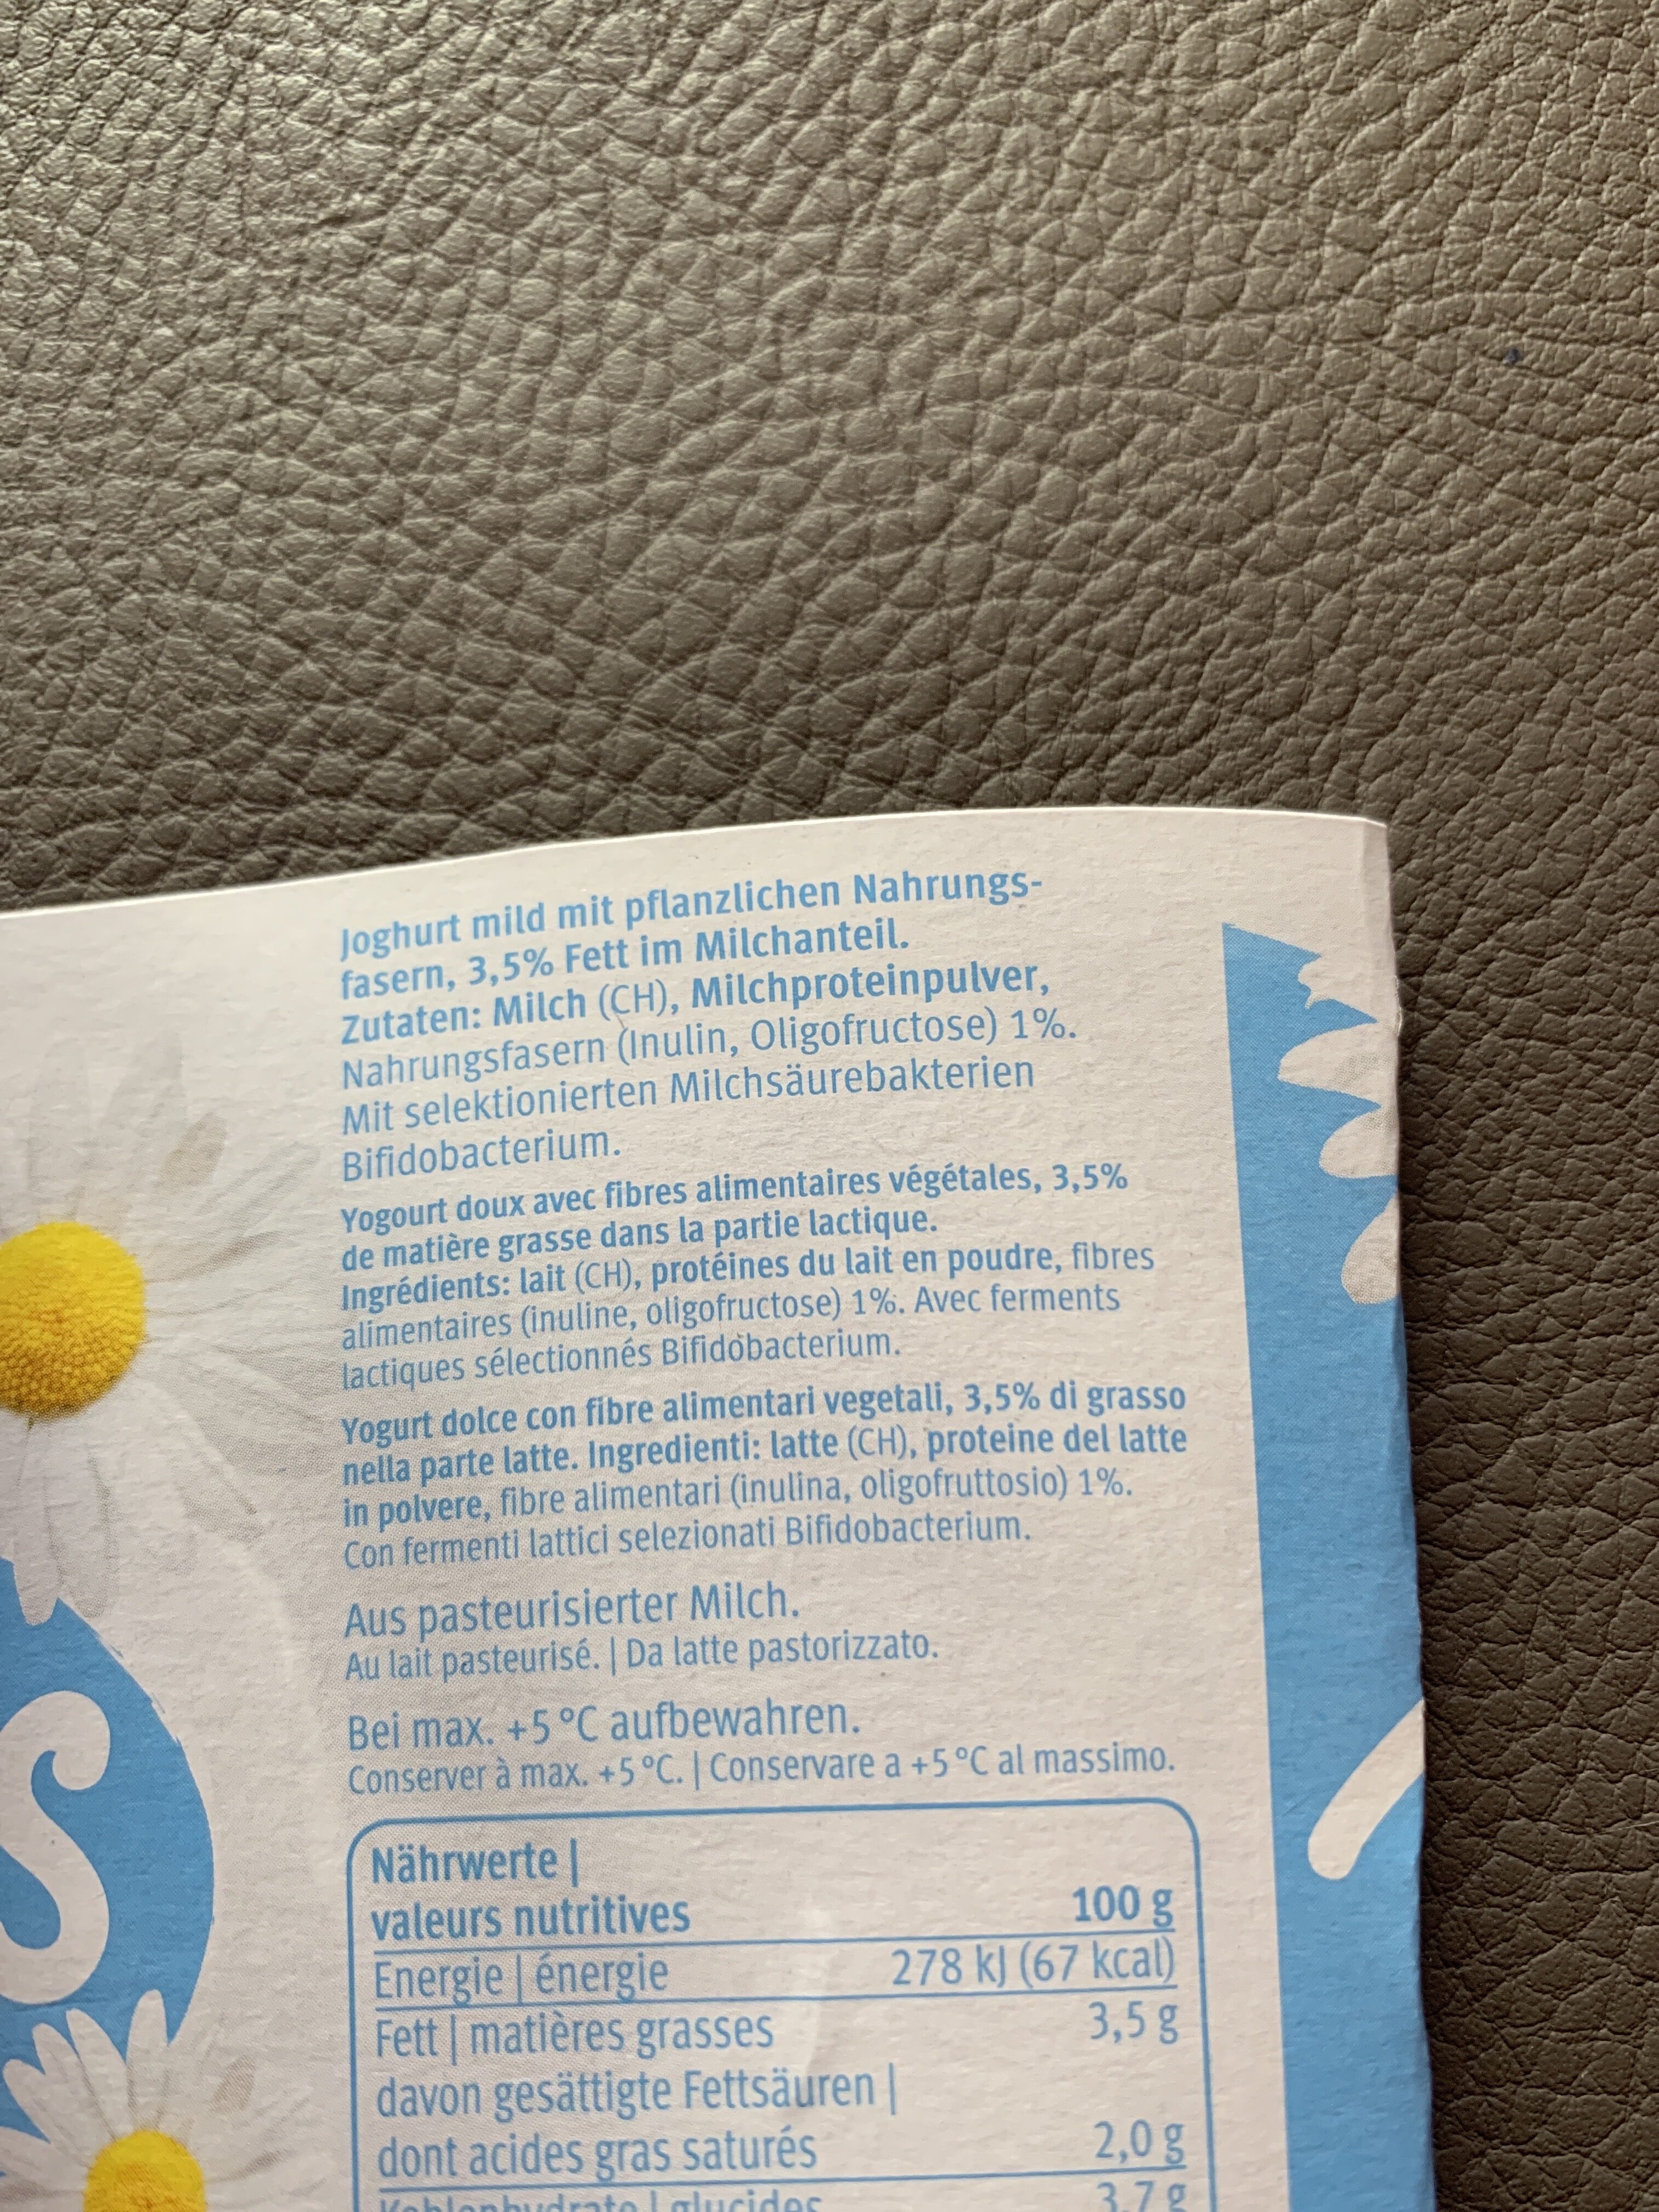 Joghurt mild mit pflanzlichen Nahrungs-
fasern, 3,5% Fett im Milchanteil.
Zutaten: Milch (CH), Milchproteinpulver,
Nahrungsfasern (Inulin, Oligofructose) 1%.
Mit selektionierten Milchsäurebakterien
Bifidobacterium.
Yogourt doux avec fibres alimentaires végétales, 3,5%
de matière grasse dans la partie lactique.
Ingrédients: lait (CH), protéines du lait en poudre, fibres
alimentaires (inuline, oligofructose) 1%. Avec ferments
lactiques sélectionnés Bifidobacterium.
Yogurt dolce con fibre alimentari vegetali, 3,5% di grasso
nella parte latte. Ingredienti: latte (CH), proteine del latte
in polvere, fibre alimentari (inulina, oligofruttosio) 1%.
Con fermenti lattici selezionati Bifidobacterium.
Aus pasteurisierter Milch.
Au lait pasteurisé. | Da latte pastorizzato.
Bei max. +5 °C aufbewahren.
Conserver à max. +5 °C. | Conservare a +5 °C al massimo.
Nährwerte |
valeurs nutritives 100 g
Energie | énergie 278 kJ (67 kcal)
Fett | matières grasses 3,5 g
davon gesättigte Fettsäuren |
dont acides gras saturés 2,0 g
Kohlenhydrate | glucides 3,7 g
s